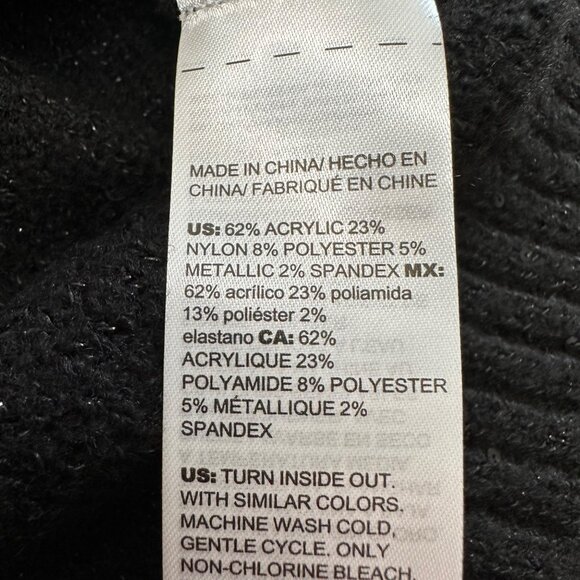 MADE IN CHINA/ HECHO EN
CHINA/ FABRIQUÉ EN CHINE
US: 62% ACRYLIC 23%
NYLON 8% POLYESTER 5%
METALLIC 2% SPANDEX MX:
62% acrílico 23% poliamida
13% poliéster 2%
elastano CA: 62%
ACRYLIQUE 23%
POLYAMIDE 8% POLYESTER
5% MÉTALLIQUE 2%
SPANDEX
US: TURN INSIDE OUT.
WITH SIMILAR COLORS.
MACHINE WASH COLD,
GENTLE CYCLE. ONLY
NON-CHLORINE BLEACH.